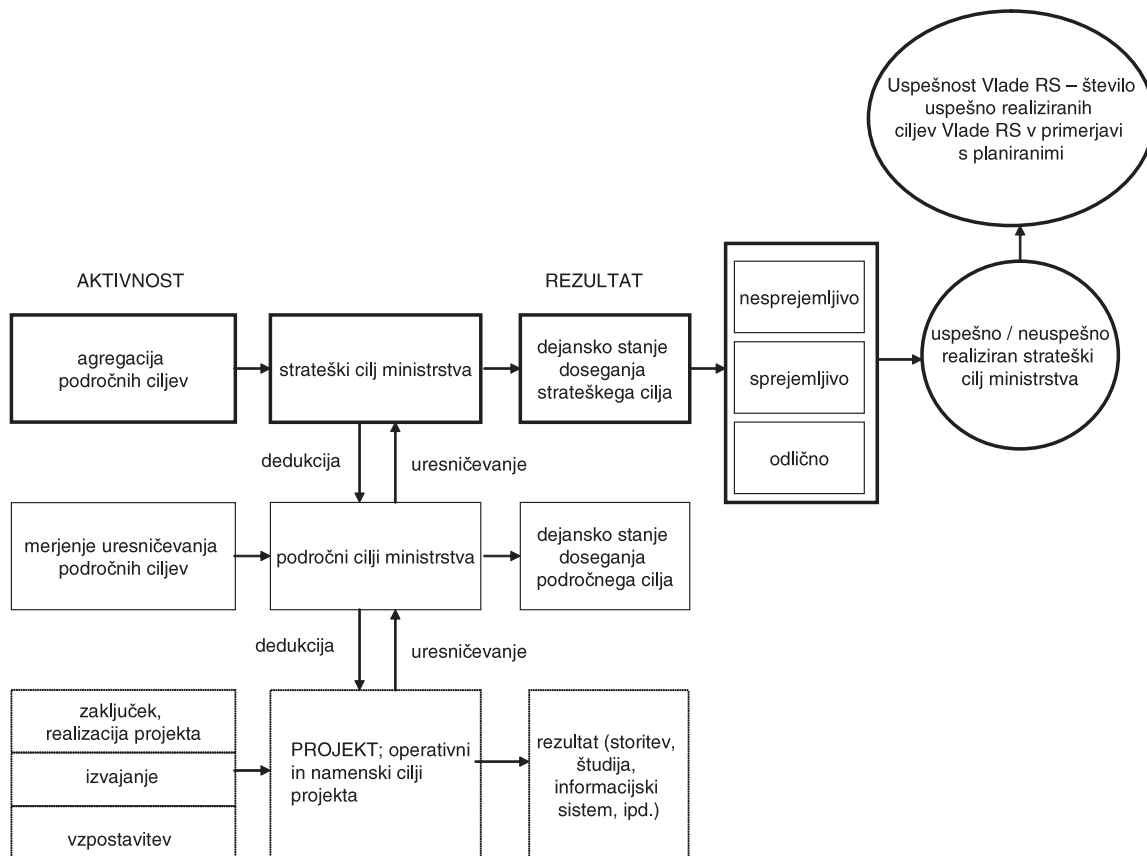 Uspešnost Vlade RS – število
uspešno realiziranih
ciljev Vlade RS v primerjavi
s planiranimi
AKTIVNOST
REZULTAT
agregacija
področnih ciljev
strateški cilj ministrstva
dejansko stanje
doseganja
strateškega cilja
nesprejemljivo
sprejemljivo
odlično
uspešno / neuspešno
realiziran strateški
cilj ministrstva
dedukcija
uresničevanje
merjenje uresničevanja
področnih ciljev
področni cilji ministrstva
dejansko stanje
doseganja
področnega cilja
dedukcija
uresničevanje
zaključek,
realizacija projekta
izvajanje
vzpostavitev
PROJEKT; operativni
in namenski cilji
projekta
rezultat (storitev,
študija,
informacijski
sistem, ipd.)